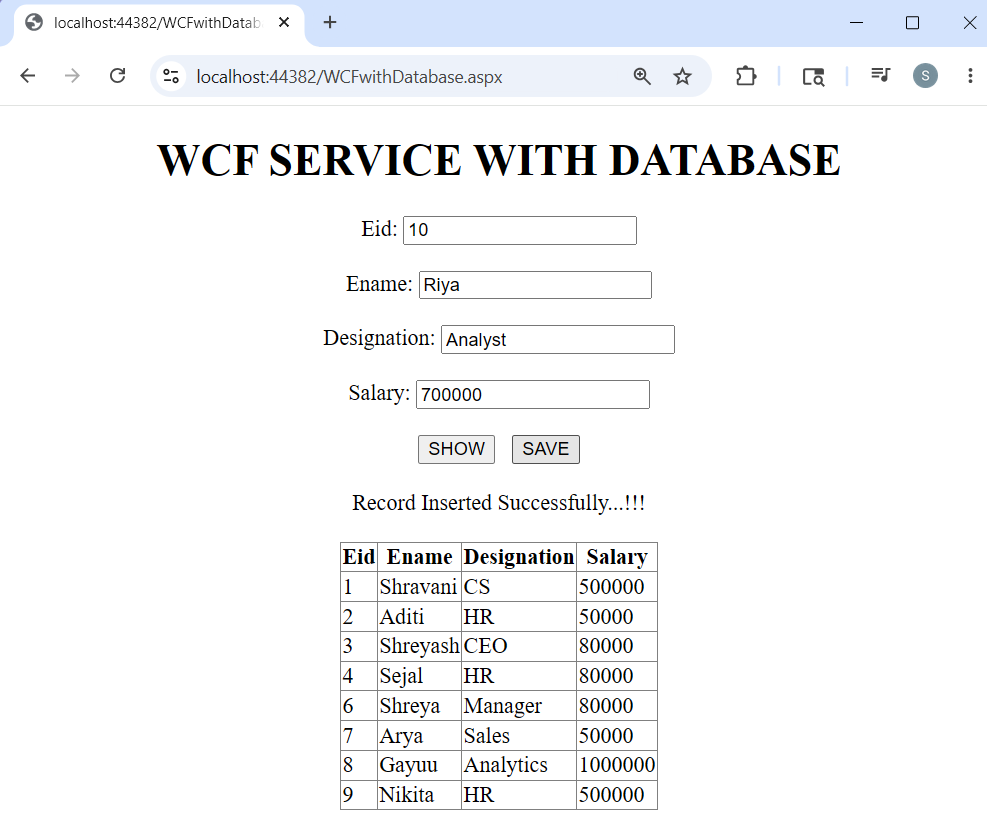 localhost:44382/WCFwithDatab
localhost:44382/WCFwithDatabase.aspx
S
WCF SERVICE WITH DATABASE
Eid: 10
Ename: Riya
Designation: Analyst
Salary: 700000
SHOW SAVE
Record Inserted Successfully...!!!
Eid Ename Designation Salary
1 Shravani CS 500000
2 Aditi HR 50000
3 Shreyash CEO 80000
4 Sejal HR 80000
6 Shreya Manager 80000
7 Arya Sales 50000
8 Gayuu Analytics 1000000
9 Nikita HR 500000